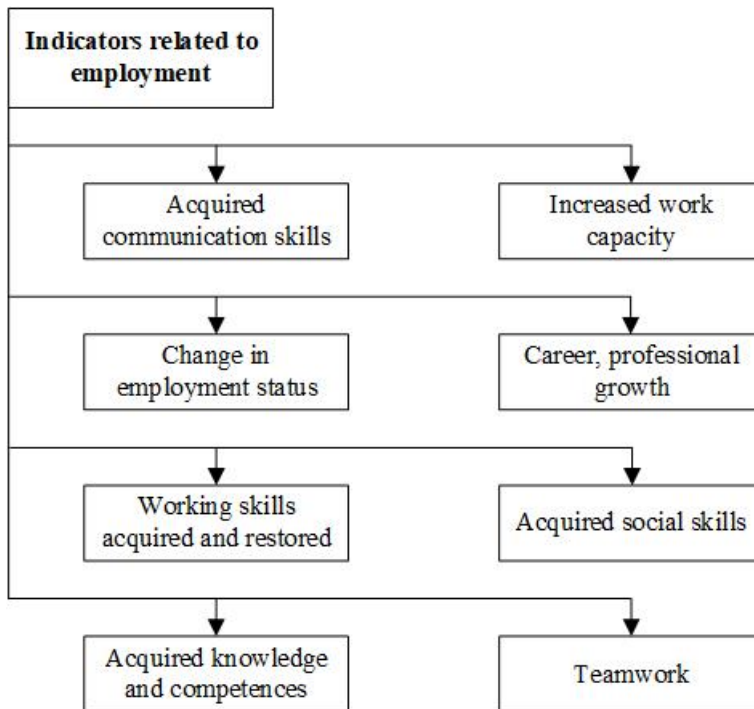 Indicators related to
employment
Acquired
communication skills
Increased work
capacity
Change in
employment status
Career, professional
growth
Working skills
acquired and restored
Acquired social skills
Acquired knowledge
and competences
Teamwork